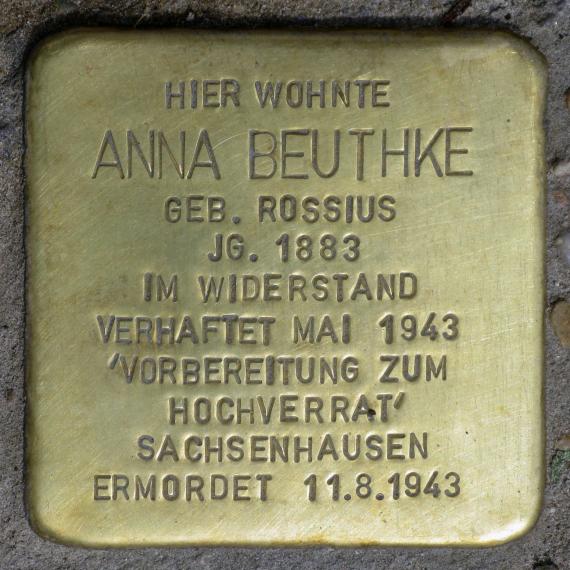 HIER WOHNTE
ANNA BEUTHKE
GEB. ROSSIUS
JG. 1883
IM WIDERSTAND
VERHAFTET MAI 1943
'VORBEREITUNG ZUM
HOCHVERRAT'
SACHSENHAUSEN
ERMORDET 11.8.1943